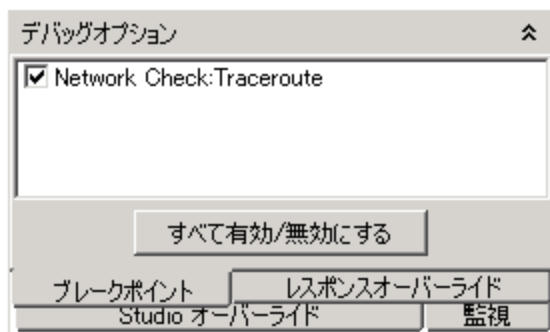 デバッグオプション
Network Check:Traceroute
すべて有効/無効にする
ブレークポイント
レスポンスオーバーライド
Studio オーバーライド
監視